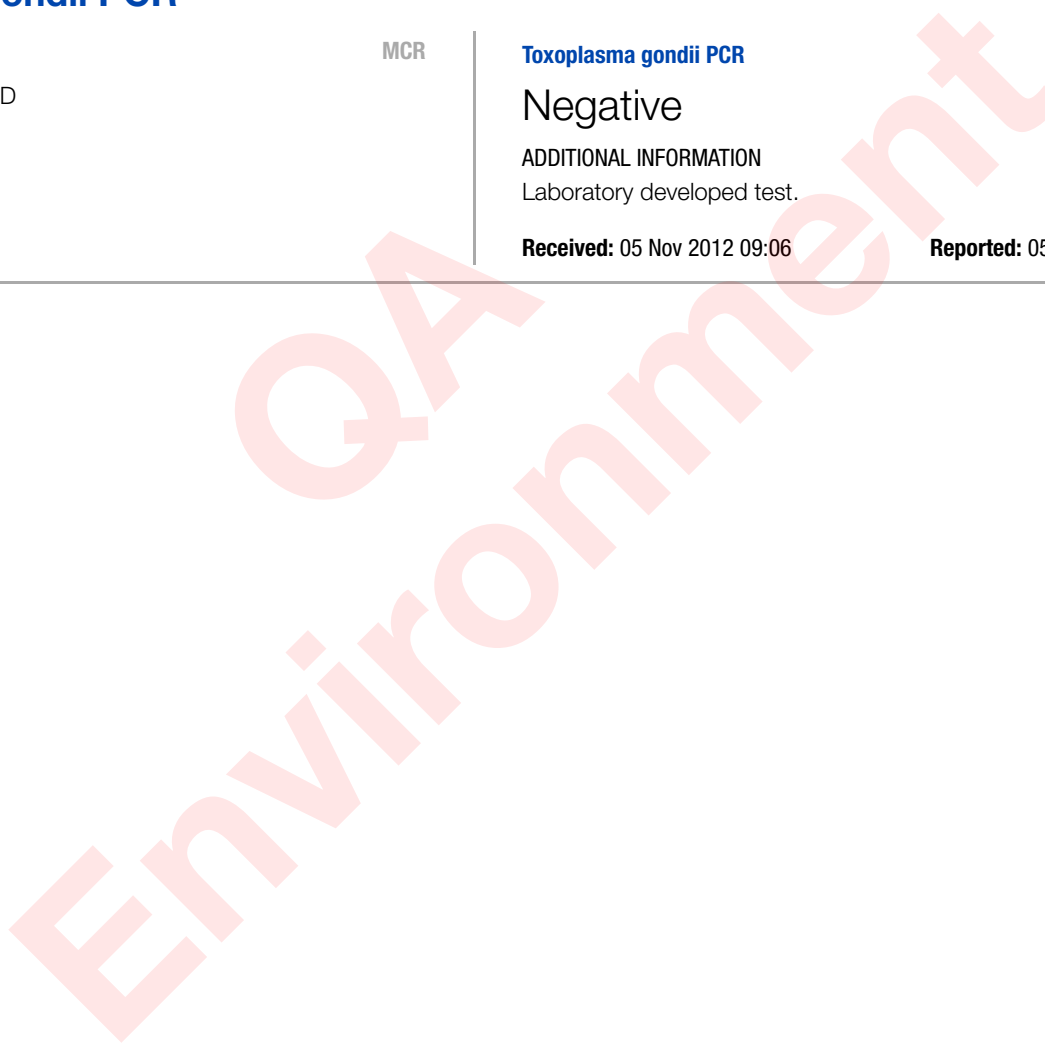 ondii PCR
MCR
D
Toxoplasma gondii PCR
Negative
ADDITIONAL INFORMATION
Laboratory developed test.
Received: 05 Nov 2012 09:06 Reported: 05
QA
Environment